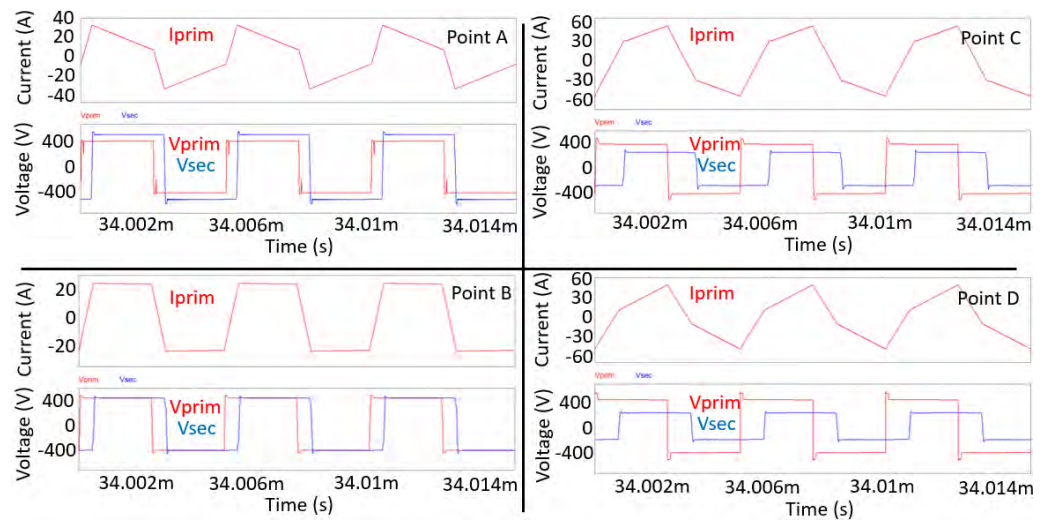 Current (A)
40
20
0
-20
-40
Iprim
Point A
Vprim Vsec
Voltage (V)
400
0
-400
Vprim
Vsec
34.002m 34.006m 34.01m 34.014m
Time (s)
Current (A)
60
30
0
-30
-60
Iprim
Point C
Vprim Vsec
Voltage (V)
400
0
-400
Vprim
Vsec
34.002m 34.006m 34.01m 34.014m
Time (s)
Current (A)
20
0
-20
Iprim
Point B
Vprim Vsec
Voltage (V)
400
0
-400
Vprim
Vsec
34.002m 34.006m 34.01m 34.014m
Time (s)
Current (A)
60
30
0
-30
-60
Iprim
Point D
Vprim Vsec
Voltage (V)
400
0
-400
Vprim
Vsec
34.002m 34.006m 34.01m 34.014m
Time (s)